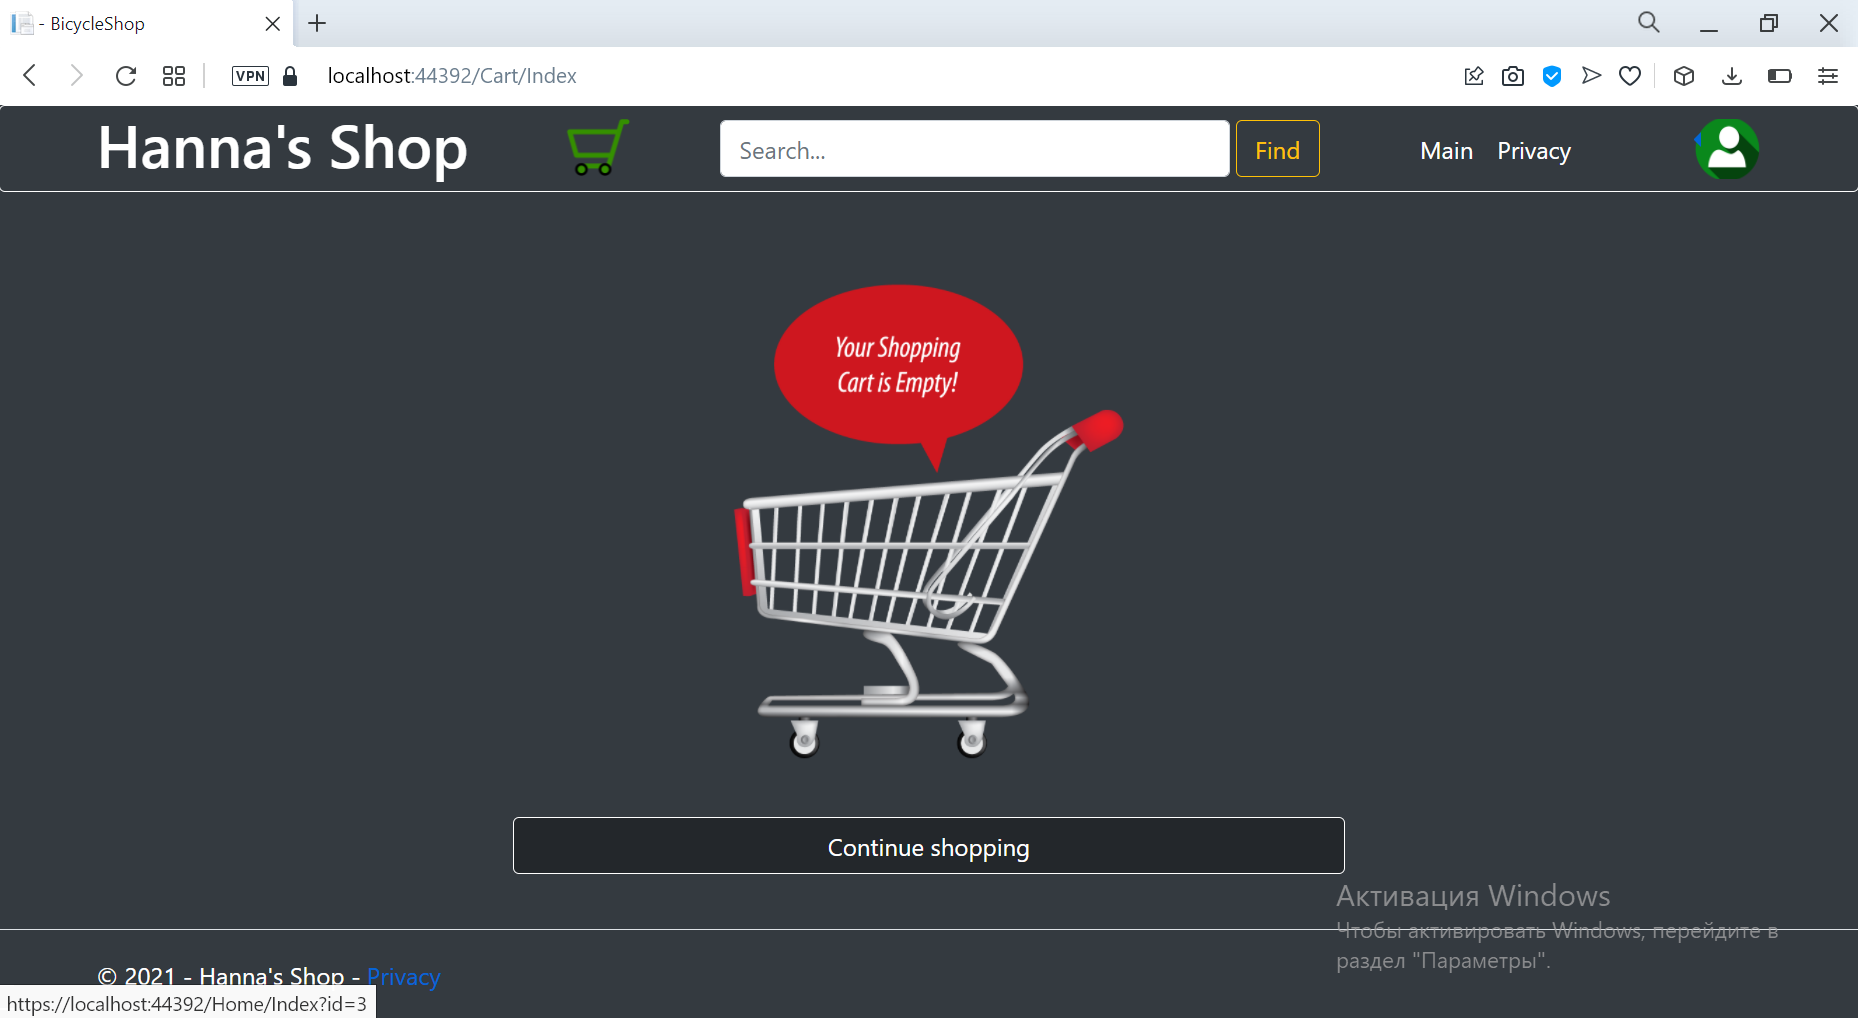 - BicycleShop
VPN
localhost:44392/Cart/Index
Hanna's Shop
Search...
Find
Main
Privacy
Your Shopping
Cart is Empty!
Continue shopping
Активация Windows
Чтобы активировать Windows, перейдите в
раздел "Параметры".
© 2021 - Hanna's Shop - Privacy
https://localhost:44392/Home/Index?id=3